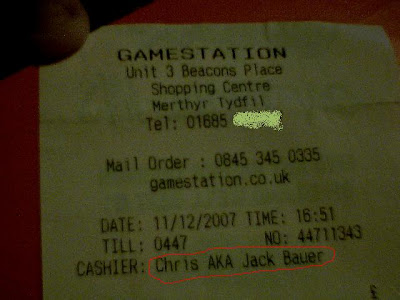 GAMESTATION
Unit 3 Beacons Place
Shopping Centre
Merthyr Tydfil
Tel: 01685
Mail Order : 0845 345 0335
gamestation.co.uk
DATE: 11/12/2007 TIME: 16:51
TILL: 0447 NO: 44711343
CASHIER: Chris AKA Jack Bauer
£